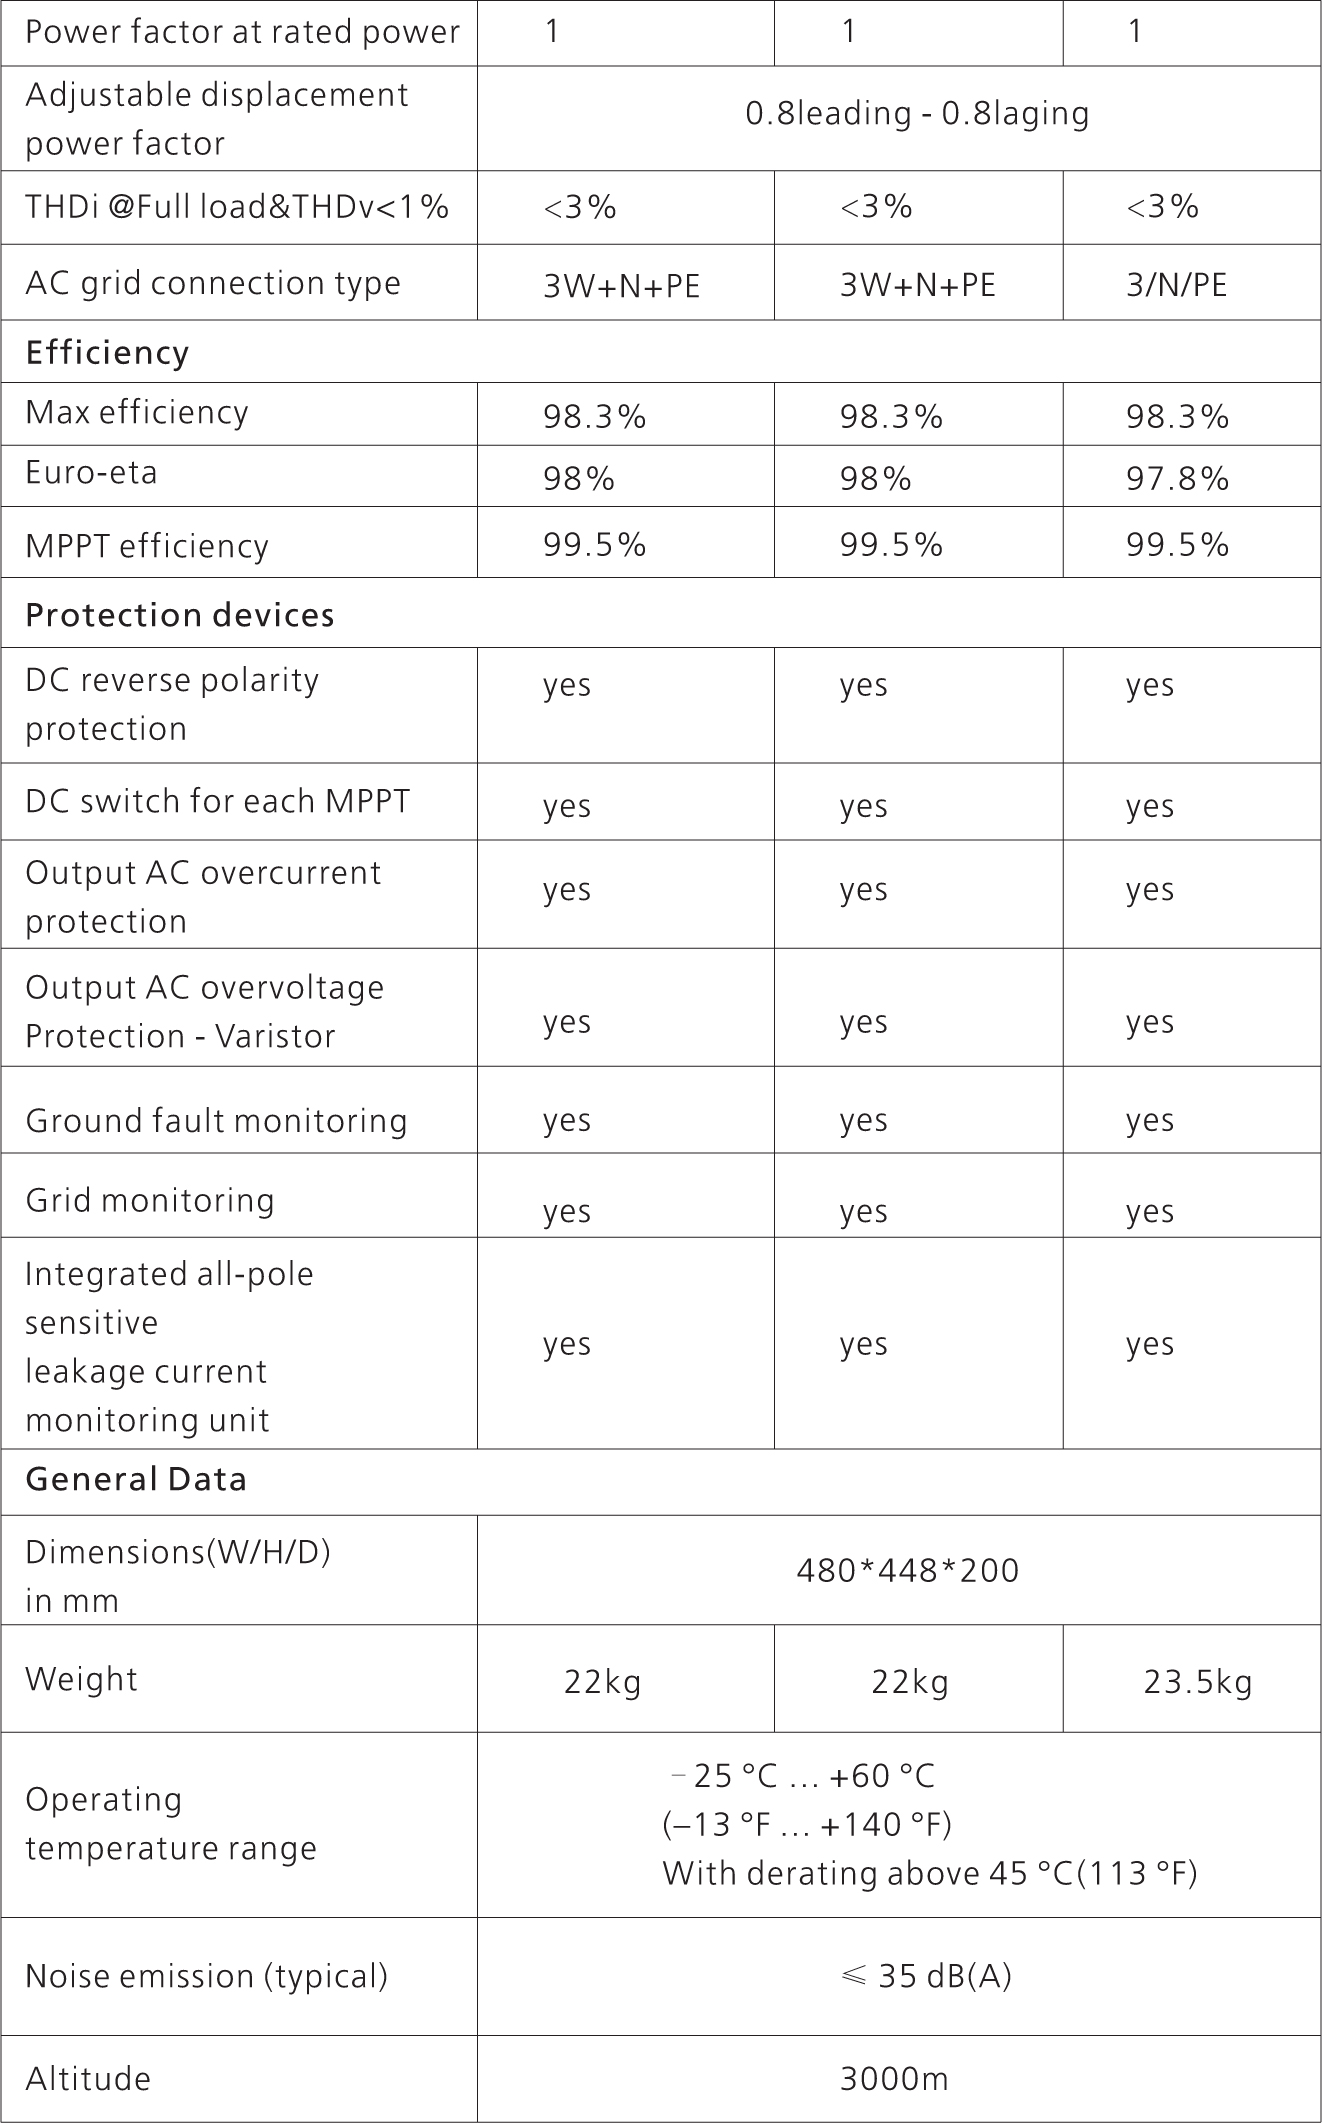 Power factor at rated power 1 1 1
Adjustable displacement
power factor
0.8leading - 0.8laging
THDi @Full load&THDv<1% <3% <3% <3%
AC grid connection type 3W+N+PE 3W+N+PE 3/N/PE
Efficiency
Max efficiency 98.3% 98.3% 98.3%
Euro-eta 98% 98% 97.8%
MPPT efficiency 99.5% 99.5% 99.5%
Protection devices
DC reverse polarity yes yes yes
protection
DC switch for each MPPT yes yes yes
Output AC overcurrent
protection
yes yes yes
Output AC overvoltage
Protection - Varistor
yes yes yes
Ground fault monitoring yes yes yes
Grid monitoring yes yes yes
Integrated all-pole
sensitive
leakage current
monitoring unit
yes yes yes
General Data
Dimensions(W/H/D)
in mm
480*448*200
Weight 22kg 22kg 23.5kg
Operating
temperature range
–25 °C ... +60 °C
(–13 °F ... +140 °F)
With derating above 45 °C(113 °F)
Noise emission (typical) ⩽ 35 dB(A)
Altitude 3000m